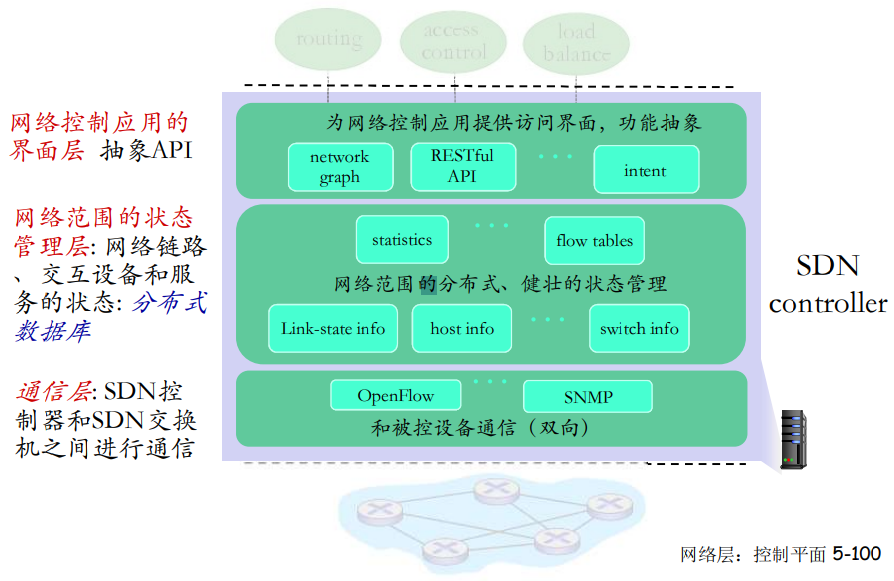 routing
access
control
load
balance
网络控制应用的
界面层 抽象API
为网络控制应用提供访问界面，功能抽象
network
graph
RESTful
API
intent
网络范围的状态
管理层: 网络链路
、交互设备和服
务的状态: 分布式
数据库
statistics
flow tables
网络范围的分布式、健壮的状态管理
Link-state info
host info
switch info
SDN
controller
通信层: SDN控
制器和SDN交换
机之间进行通信
OpenFlow
SNMP
和被控设备通信（双向）
网络层：控制平面 5-100